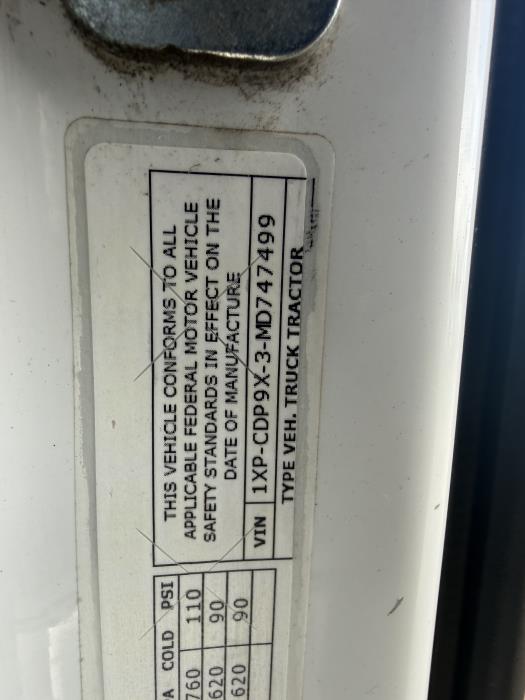 THIS VEHICLE CONFORMS TO ALL
APPLICABLE FEDERAL MOTOR VEHICLE
SAFETY STANDARDS IN EFFECT ON THE
DATE OF MANUFACTURE
VIN 1XP-CDP9X-3-MD747499
TYPE VEH. TRUCK TRACTOR
A COLD PSI
760 110
620 90
620 90